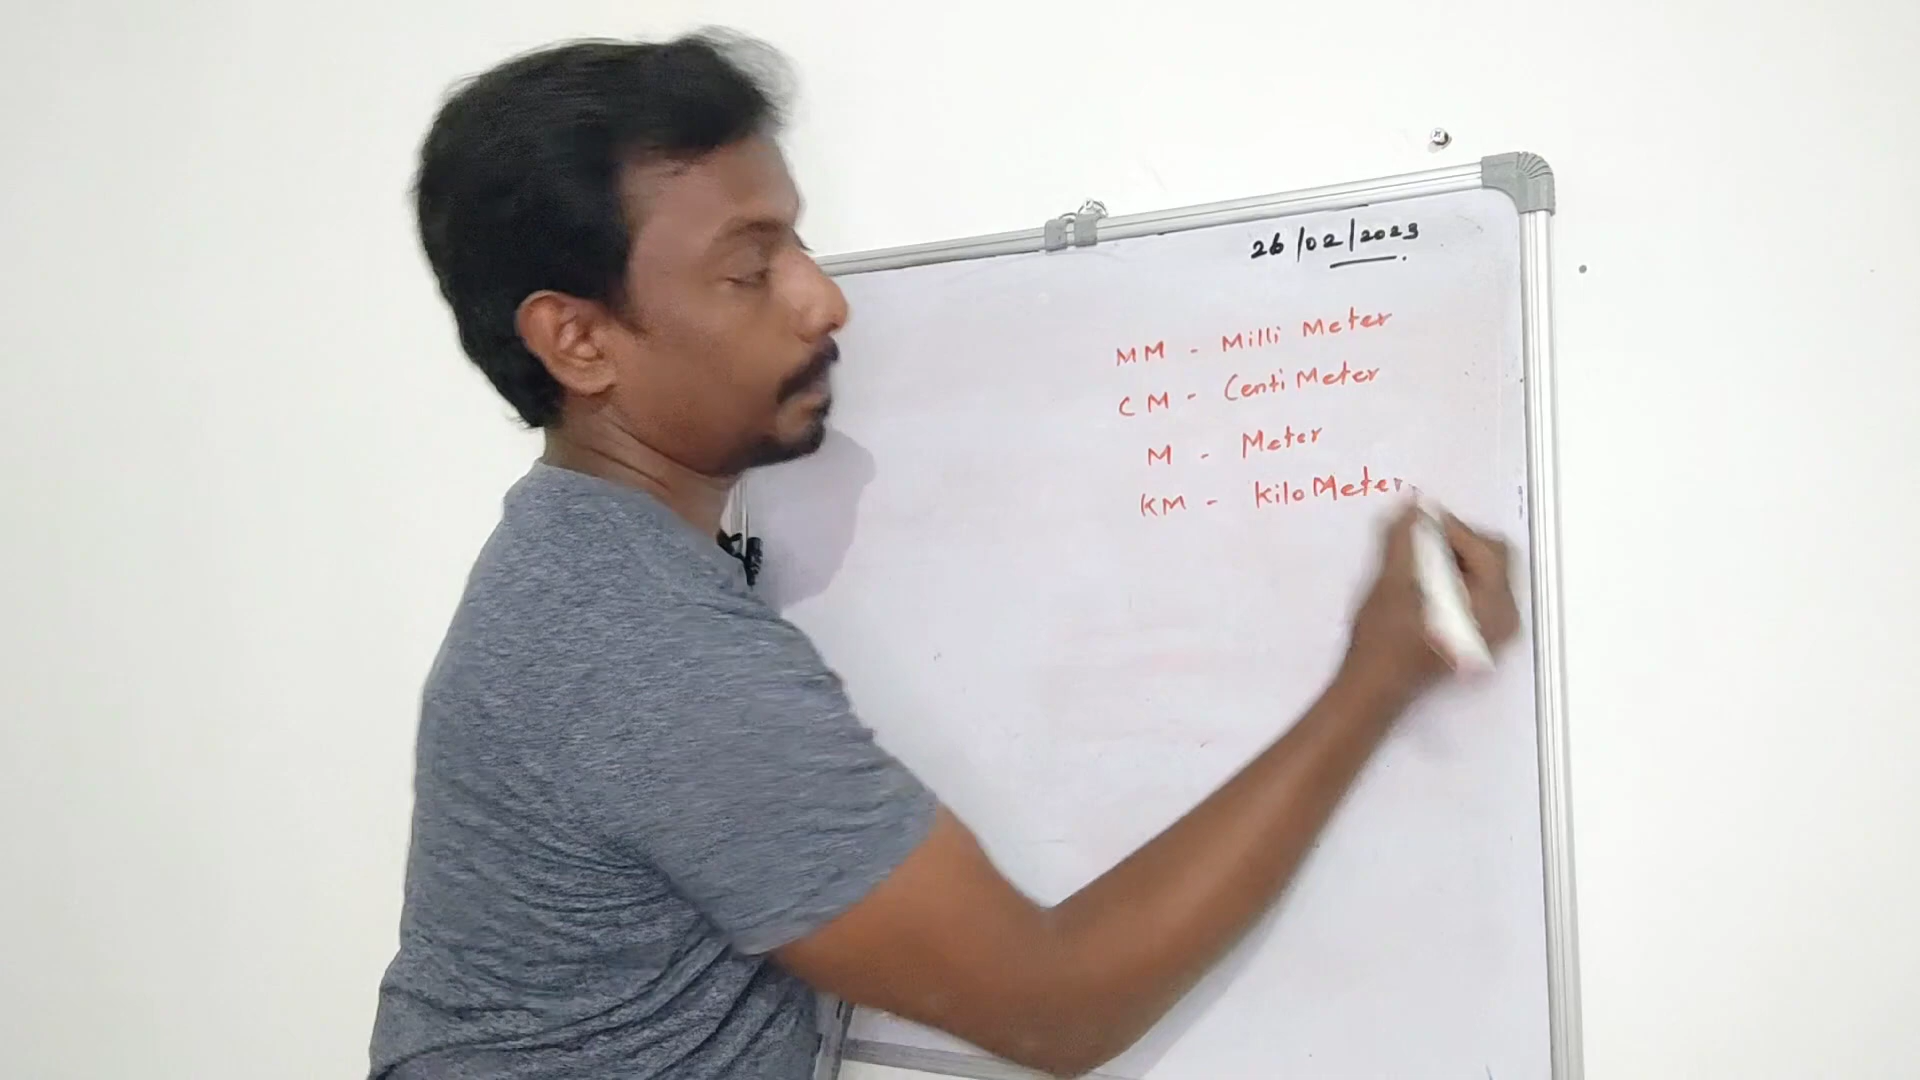 26/02/2023
MM - Milli Meter
CM - Centi Meter
M - Meter
KM - Kilo Meter